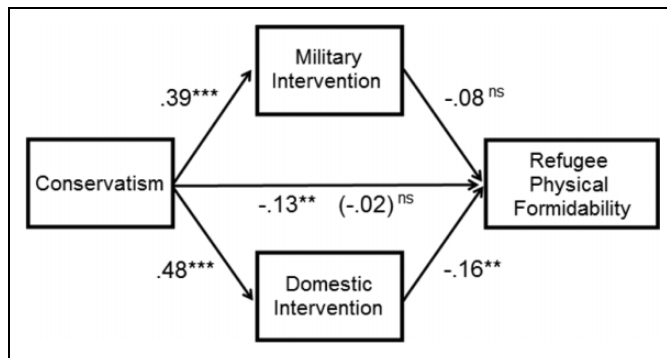 Military
Intervention
.39***
-.08 ns
Conservatism
Refugee
Physical
Formidability
-.13** (-.02) ns
.48***
-.16**
Domestic
Intervention